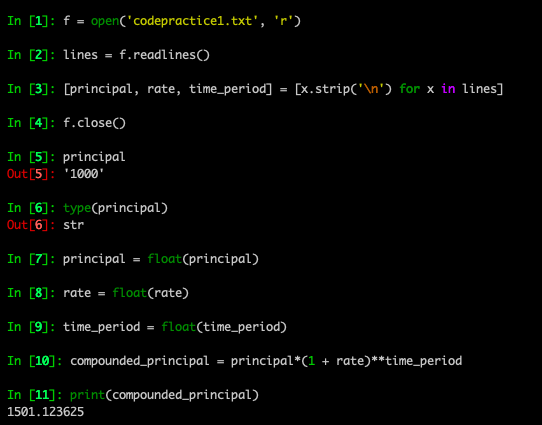 In [1]: f = open('codepractice1.txt', 'r')
In [2]: lines = f.readlines()
In [3]: [principal, rate, time_period] = [x.strip('\n') for x in lines]
In [4]: f.close()
In [5]: principal
Out[5]: '1000'
In [6]: type(principal)
Out[6]: str
In [7]: principal = float(principal)
In [8]: rate = float(rate)
In [9]: time_period = float(time_period)
In [10]: compounded_principal = principal*(1 + rate)**time_period
In [11]: print(compounded_principal)
1501.123625